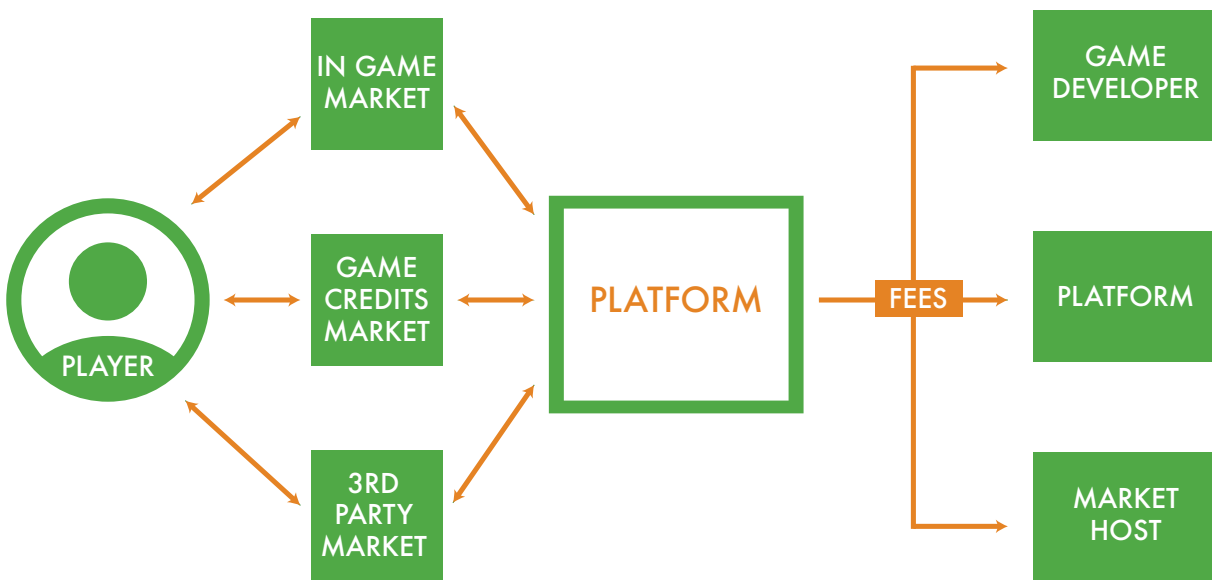 IN GAME
MARKET
GAME
DEVELOPER
PLAYER
GAME
CREDITS
MARKET
PLATFORM
FEES
PLATFORM
3RD
PARTY
MARKET
MARKET
HOST